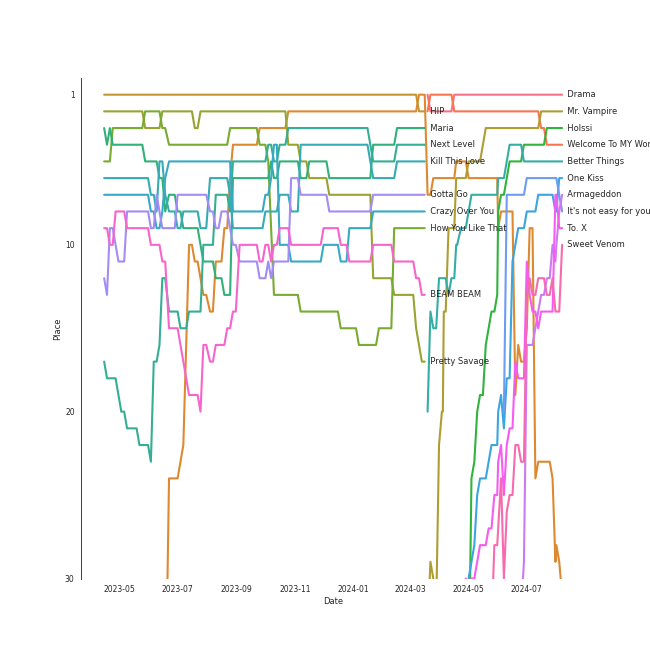 1
10
20
30
Place
2023-05
2023-07
2023-09
2023-11
2024-01
2024-03
2024-05
2024-07
Date
HIP
Maria
Next Level
Kill This Love
Gotta Go
Crazy Over You
How You Like That
BEAM BEAM
Pretty Savage
Drama
Mr. Vampire
Holssi
Welcome To MY Wor
Better Things
One Kiss
Armageddon
It's not easy for you
To. X
Sweet Venom